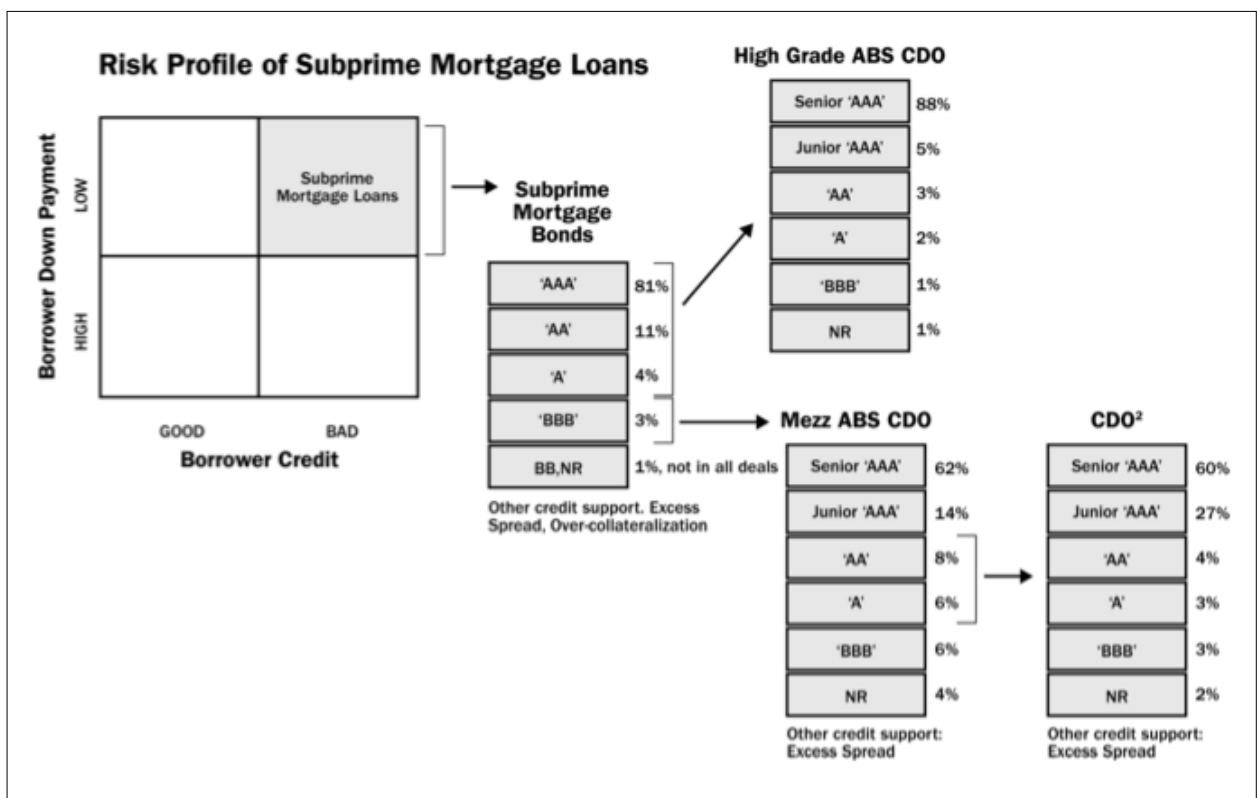 Risk Profile of Subprime Mortgage Loans
Borrower Down Payment
LOW
HIGH
Subprime
Mortgage Loans
GOOD
BAD
Borrower Credit
Subprime
Mortgage
Bonds
'AAA' 81%
'AA' 11%
'A' 4%
'BBB' 3%
BB,NR 1%, not in all deals
Other credit support. Excess
Spread, Over-collateralization
High Grade ABS CDO
Senior 'AAA' 88%
Junior 'AAA' 5%
'AA' 3%
'A' 2%
'BBB' 1%
NR 1%
Mezz ABS CDO
Senior 'AAA' 62%
Junior 'AAA' 14%
'AA' 8%
'A' 6%
'BBB' 6%
NR 4%
Other credit support:
Excess Spread
CDO²
Senior 'AAA' 60%
Junior 'AAA' 27%
'AA' 4%
'A' 3%
'BBB' 3%
NR 2%
Other credit support:
Excess Spread